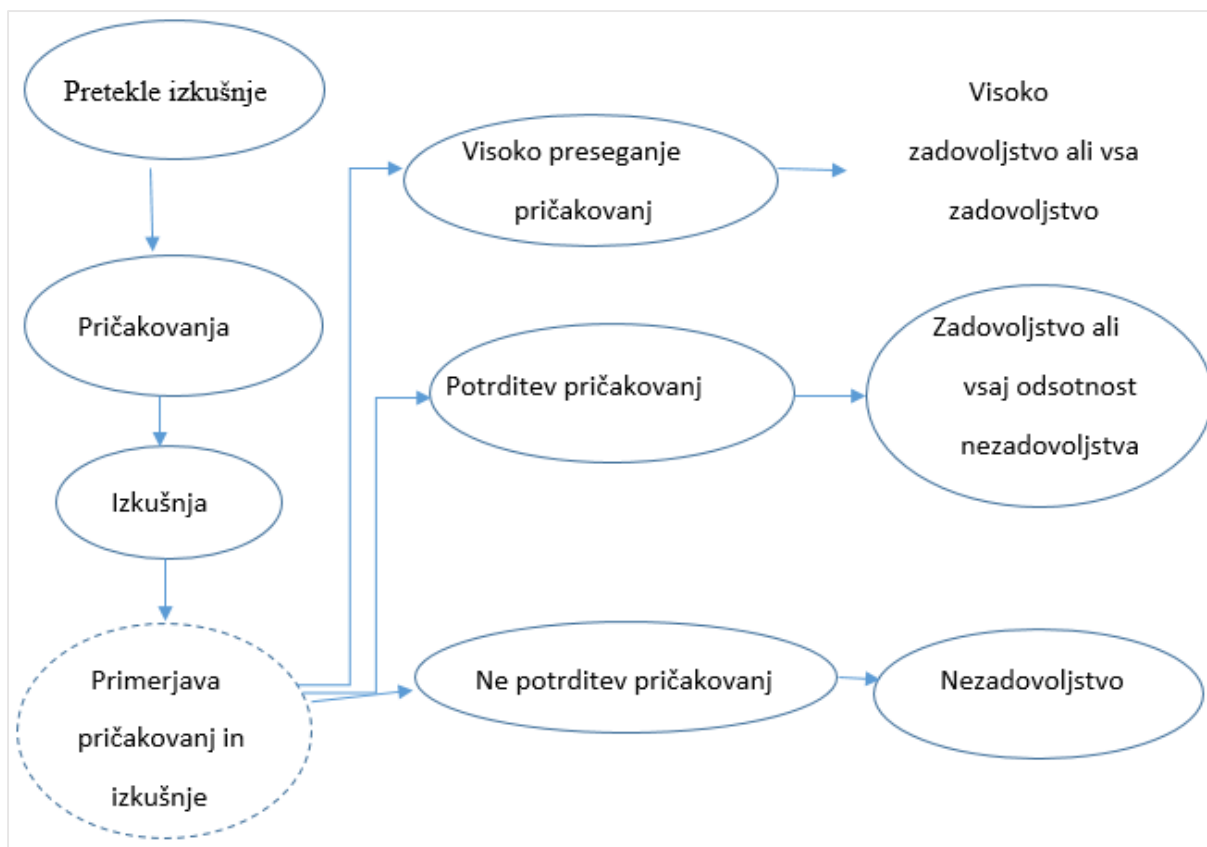 Pretekle izkušnje
Pričakovanja
Izkušnja
Primerjava
pričakovanj in
izkušnje
Visoko preseganje
pričakovanj
Visoko
zadovoljstvo ali vsa
zadovoljstvo
Potrditev pričakovanj
Zadovoljstvo ali
vsaj odsotnost
nezadovoljstva
Ne potrditev pričakovanj
Nezadovoljstvo